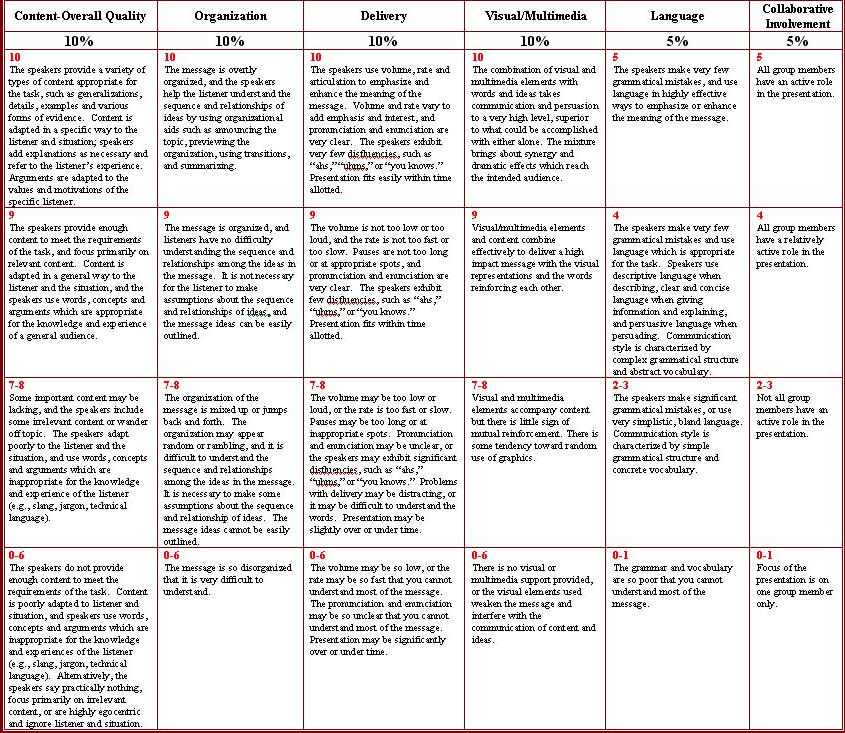 Content-Overall Quality
Organization
Delivery
Visual/Multimedia
Language
Collaborative
Involvement
10%
10%
10%
10%
5%
5%
10
The speakers provide a variety of
types of content appropriate for
the task, such as generalizations,
details, examples and various
forms of evidence. Content is
adapted in a specific way to the
listener and situation; speakers
add explanations as necessary and
refer to the listener's experience.
Arguments are adapted to the
values and motivations of the
specific listener.
10
The message is overtly
organized, and the speakers
help the listener understand the
sequence and relationships of
ideas by using organizational
aids such as announcing the
topic, previewing the
organization, using transitions,
and summarizing.
10
The speakers use volume, rate and
articulation to emphasize and
enhance the meaning of the
message. Volume and rate vary to
add emphasis and interest, and
pronunciation and enunciation are
very clear. The speakers exhibit
very few disfluencies, such as
"ahs,""uhms," or "you knows."
Presentation fits easily within time
allotted.
10
The combination of visual and
multimedia elements with
words and ideas takes
communication and persuasion
to a very high level, superior
to what could be accomplished
with either alone. The mixture
brings about synergy and
dramatic effects which reach
the intended audience.
5
The speakers make very few
grammatical mistakes, and use
language in highly effective
ways to emphasize or enhance
the meaning of the message.
5
All group members
have an active role
in the presentation.
9
The speakers provide enough
content to meet the requirements
of the task, and focus primarily on
relevant content. Content is
adapted in a general way to the
listener and the situation, and the
speakers use words, concepts and
arguments which are appropriate
for the knowledge and experience
of a general audience.
9
The message is organized, and
listeners have no difficulty
understanding the sequence and
relationships among the ideas in
the message. It is not necessary
for the listener to make
assumptions about the sequence
and relationships of ideas, and
the message ideas can be easily
outlined.
9
The volume is not too low or too
loud, and the rate is not too fast or
too slow. Pauses are not too long
or at appropriate spots, and
pronunciation and enunciation are
very clear. The speakers exhibit
few disfluencies, such as "ahs,"
"uhms," or "you knows."
Presentation fits within time
allotted.
9
Visual/multimedia elements
and content combine
effectively to deliver a high
impact message with the visual
representations and the words
reinforcing each other.
4
The speakers make very few
grammatical mistakes and use
language which is appropriate
for the task. Speakers use
descriptive language when
describing, clear and concise
language when giving
information and explaining,
and persuasive language when
persuading. Communication
style is characterized by
complex grammatical structure
and abstract vocabulary.
4
All group members
have a relatively
active role in the
presentation.
7-8
Some important content may be
lacking, and the speakers include
some irrelevant content or wander
off topic. The speakers adapt
poorly to the listener and the
situation, and use words, concepts
and arguments which are
inappropriate for the knowledge
and experience of the listener
(e.g., slang, jargon, technical
language).
7-8
The organization of the
message is mixed up or jumps
back and forth. The
organization may appear
random or rambling, and it is
difficult to understand the
sequence and relationships
among the ideas in the message.
It is necessary to make some
assumptions about the sequence
and relationship of ideas. The
message ideas cannot be easily
outlined.
7-8
The volume may be too low or
loud, or the rate is too fast or slow.
Pauses may be too long or at
inappropriate spots. Pronunciation
and enunciation may be unclear, or
the speakers may exhibit significant
disfluencies, such as "ahs,"
"uhms," or "you knows." Problems
with delivery may be distracting, or
it may be difficult to understand the
words. Presentation may be
slightly over or under time.
7-8
Visual and multimedia
elements accompany content
but there is little sign of
mutual reinforcement. There is
some tendency toward random
use of graphics.
2-3
The speakers make significant
grammatical mistakes, or use
very simplistic, bland language.
Communication style is
characterized by simple
grammatical structure and
concrete vocabulary.
2-3
Not all group
members have an
active role in the
presentation.
0-6
The speakers do not provide
enough content to meet the
requirements of the task. Content
is poorly adapted to listener and
situation, and speakers use words,
concepts and arguments which are
inappropriate for the knowledge
and experiences of the listener
(e.g., slang, jargon, technical
language). Alternatively, the
speakers say practically nothing,
focus primarily on irrelevant
content, or are highly egocentric
and ignore listener and situation.
0-6
The message is so disorganized
that it is very difficult to
understand.
0-6
The volume may be so low, or the
rate may be so fast that you cannot
understand most of the message.
The pronunciation and enunciation
may be so unclear that you cannot
understand most of the message.
Presentation may be significantly
over or under time.
0-6
There is no visual or
multimedia support provided,
or the visual elements used
weaken the message and
interfere with the
communication of content and
ideas.
0-1
The grammar and vocabulary
are so poor that you cannot
understand most of the
message.
0-1
Focus of the
presentation is on
one group member
only.